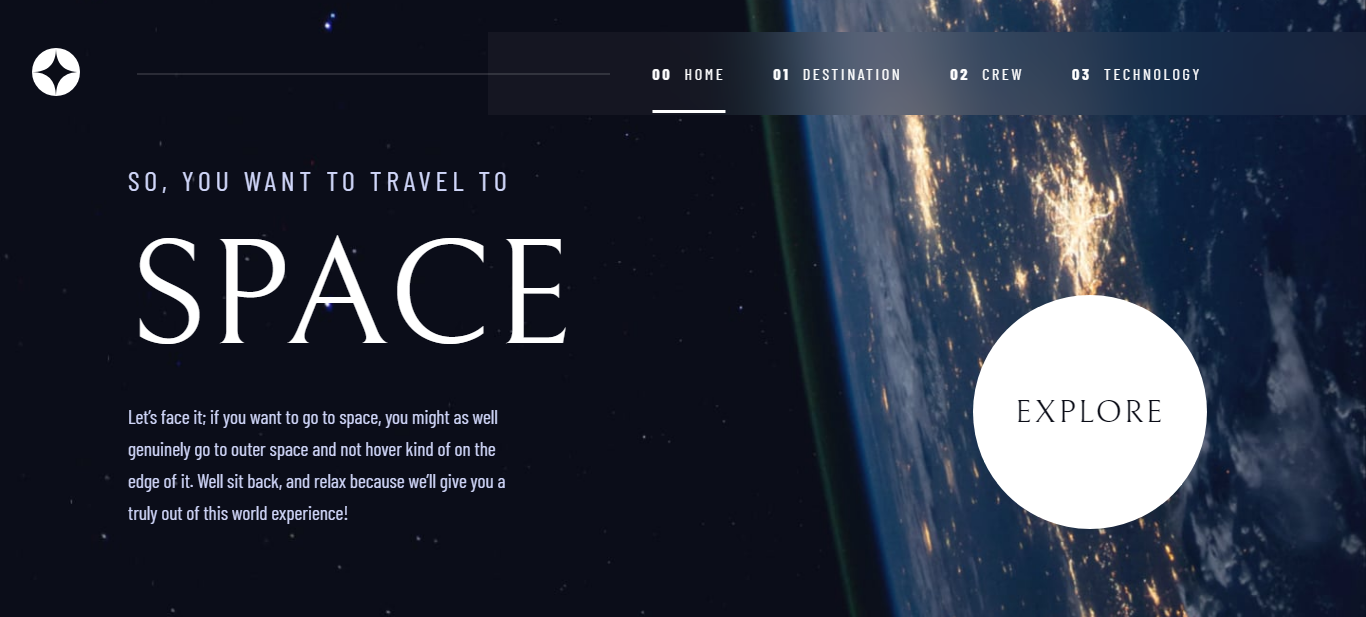 00 HOME 01 DESTINATION 02 CREW 03 TECHNOLOGY
SO, YOU WANT TO TRAVEL TO
SPACE
Let’s face it; if you want to go to space, you might as well
genuinely go to outer space and not hover kind of on the
edge of it. Well sit back, and relax because we’ll give you a
truly out of this world experience!
EXPLORE